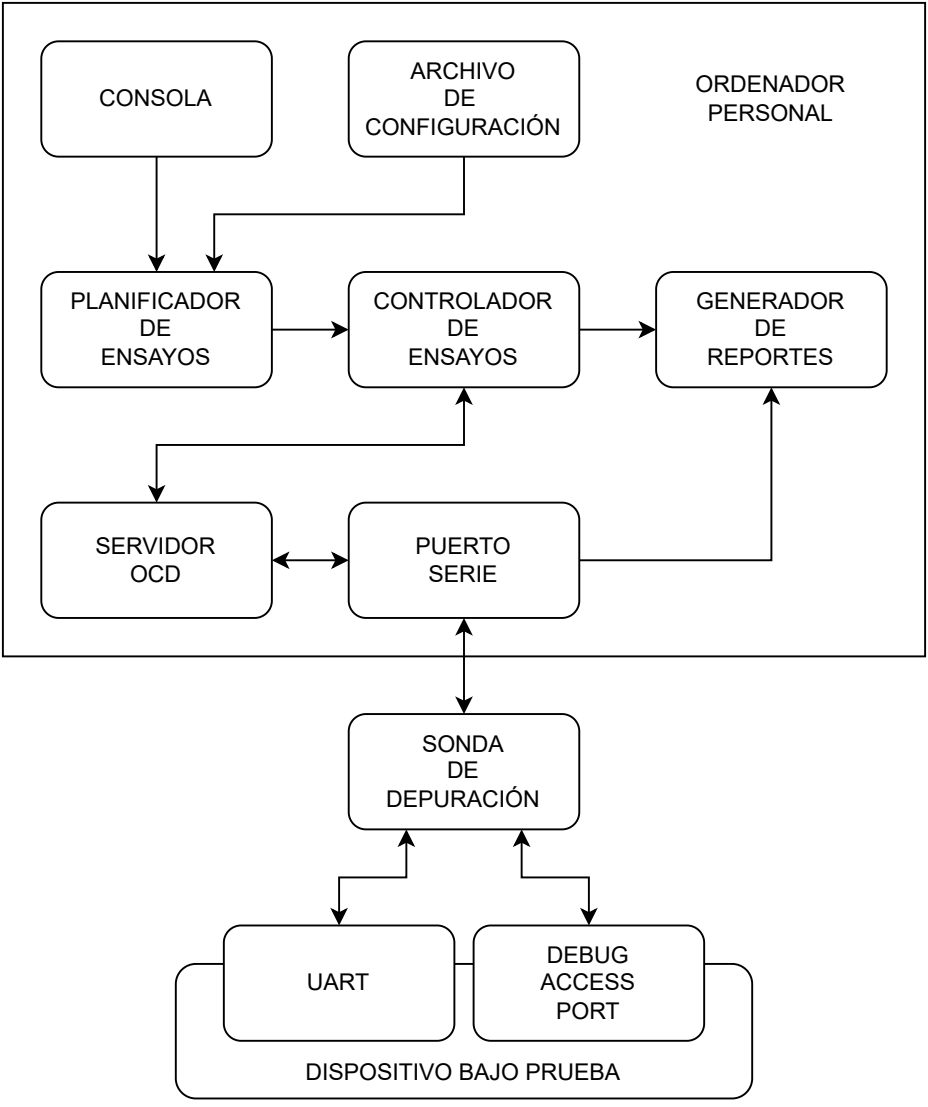 CONSOLA
ARCHIVO
DE
CONFIGURACIÓN
ORDENADOR
PERSONAL
PLANIFICADOR
DE
ENSAYOS
CONTROLADOR
DE
ENSAYOS
GENERADOR
DE
REPORTES
SERVIDOR
OCD
PUERTO
SERIE
SONDA
DE
DEPURACIÓN
UART
DEBUG
ACCESS
PORT
DISPOSITIVO BAJO PRUEBA